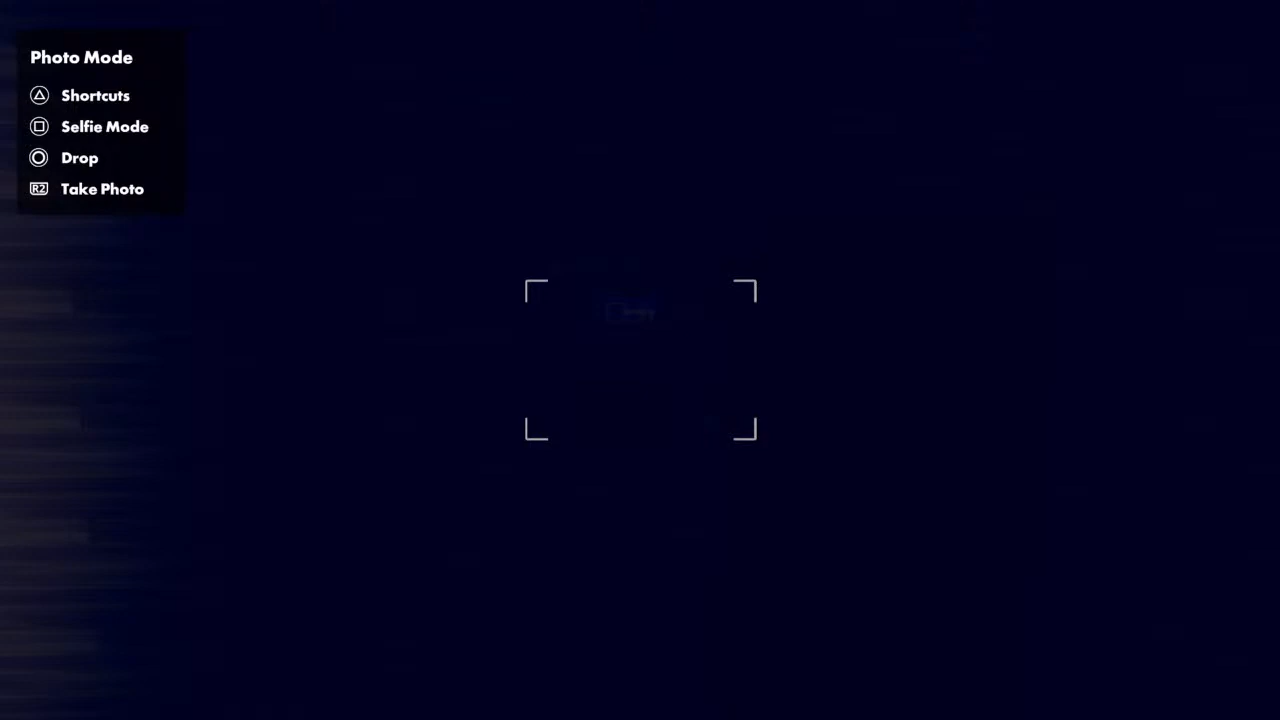 Photo Mode
Shortcuts
Selfie Mode
Drop
R2 Take Photo